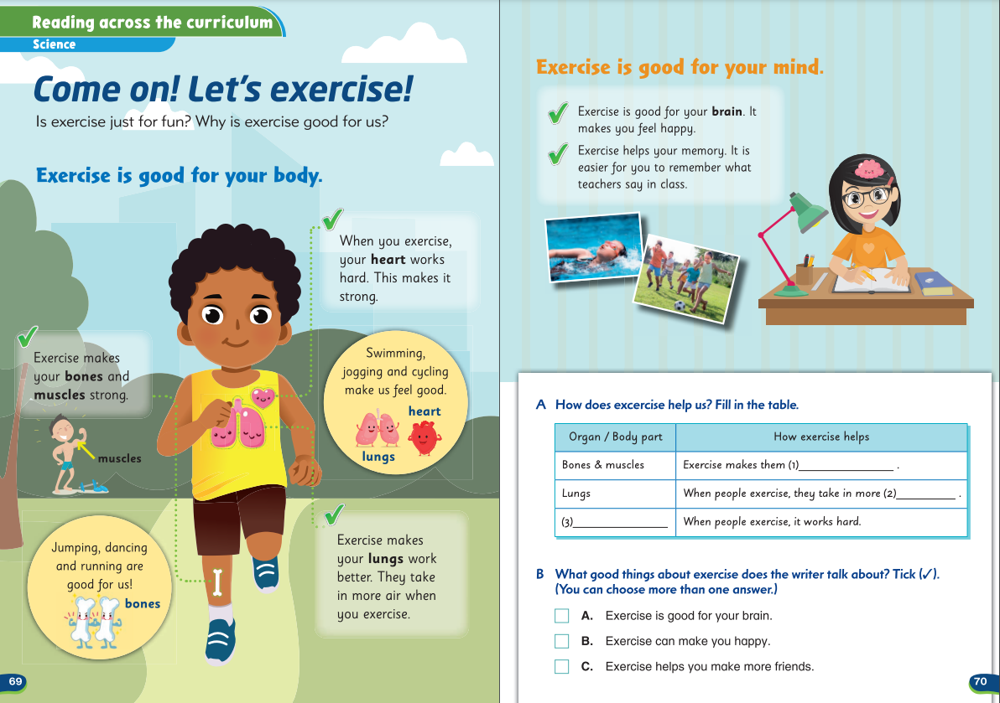 Reading across the curriculum
Science
Come on! Let's exercise!
Is exercise just for fun? Why is exercise good for us?
Exercise is good for your body.
When you exercise,
your heart works
hard. This makes it
strong.
Exercise makes
your bones and
muscles strong.
muscles
Swimming,
jogging and cycling
make us feel good.
heart
lungs
Jumping, dancing
and running are
good for us!
bones
Exercise makes
your lungs work
better. They take
in more air when
you exercise.
69
Exercise is good for your mind.
✓ Exercise is good for your brain. It
makes you feel happy.
✓ Exercise helps your memory. It is
easier for you to remember what
teachers say in class.
A How does excercise help us? Fill in the table.
Organ / Body part How exercise helps
Bones & muscles Exercise makes them (1)____________ .
Lungs When people exercise, they take in more (2)________ .
(3)____________ When people exercise, it works hard.
B What good things about exercise does the writer talk about? Tick (✓).
(You can choose more than one answer.)
A. Exercise is good for your brain.
B. Exercise can make you happy.
C. Exercise helps you make more friends.
70